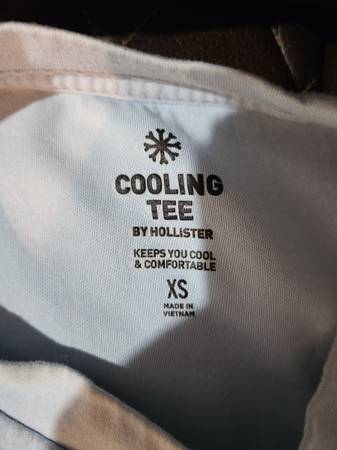 COOLING
TEE
BY HOLLISTER
KEEPS YOU COOL
& COMFORTABLE
XS
MADE IN
VIETNAM